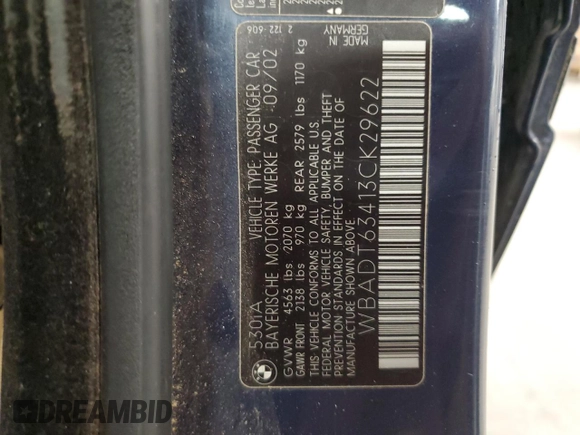 530iA VEHICLE TYPE: PASSENGER CAR
BAYERISCHE MOTOREN WERKE AG 09/02
GVWR 4563 lbs 2070 kg
GAWR FRONT 2138 lbs 970 kg REAR 2579 lbs 1170 kg
THIS VEHICLE CONFORMS TO ALL APPLICABLE U.S.
FEDERAL MOTOR VEHICLE SAFETY, BUMPER AND THEFT
PREVENTION STANDARDS IN EFFECT ON THE DATE OF
MANUFACTURE SHOWN ABOVE.
WBADT63413CK29622
2 122 606
MADE IN
GERMANY
DREAMBID